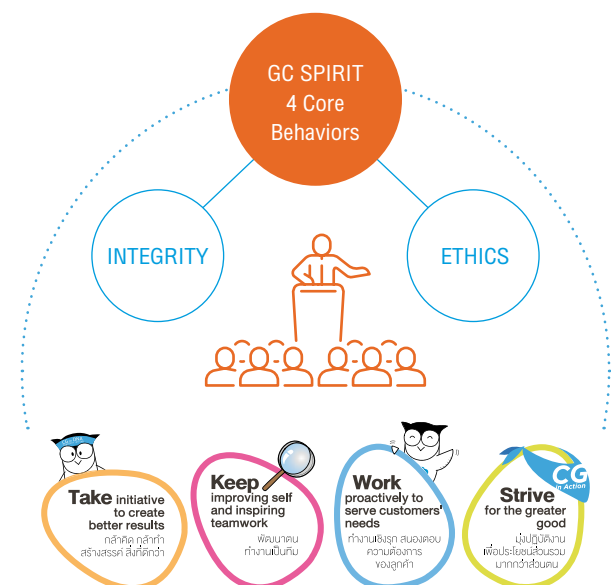 GC SPIRIT
4 Core
Behaviors
INTEGRITY
ETHICS
Take initiative
to create
better results
กล้าคิด กล้าทำ
สร้างสรรค์ สิ่งที่ดีกว่า
Keep
improving self
and inspiring
teamwork
พัฒนาตน
ทำงานเป็นทีม
Work
proactively to
serve customers'
needs
ทำงานเชิงรุก สนองตอบ
ความต้องการ
ของลูกค้า
CG
in Action
Strive
for the greater
good
มุ่งปฏิบัติงาน
เพื่อประโยชน์ส่วนรวม
มากกว่าส่วนตน